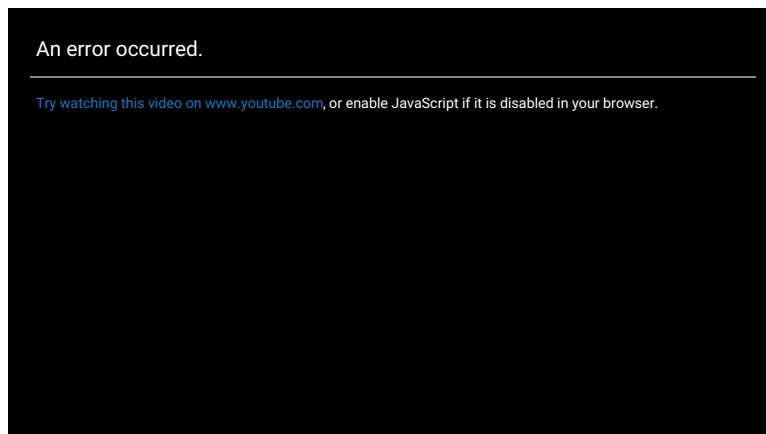 An error occurred.
Try watching this video on www.youtube.com, or enable JavaScript if it is disabled in your browser.